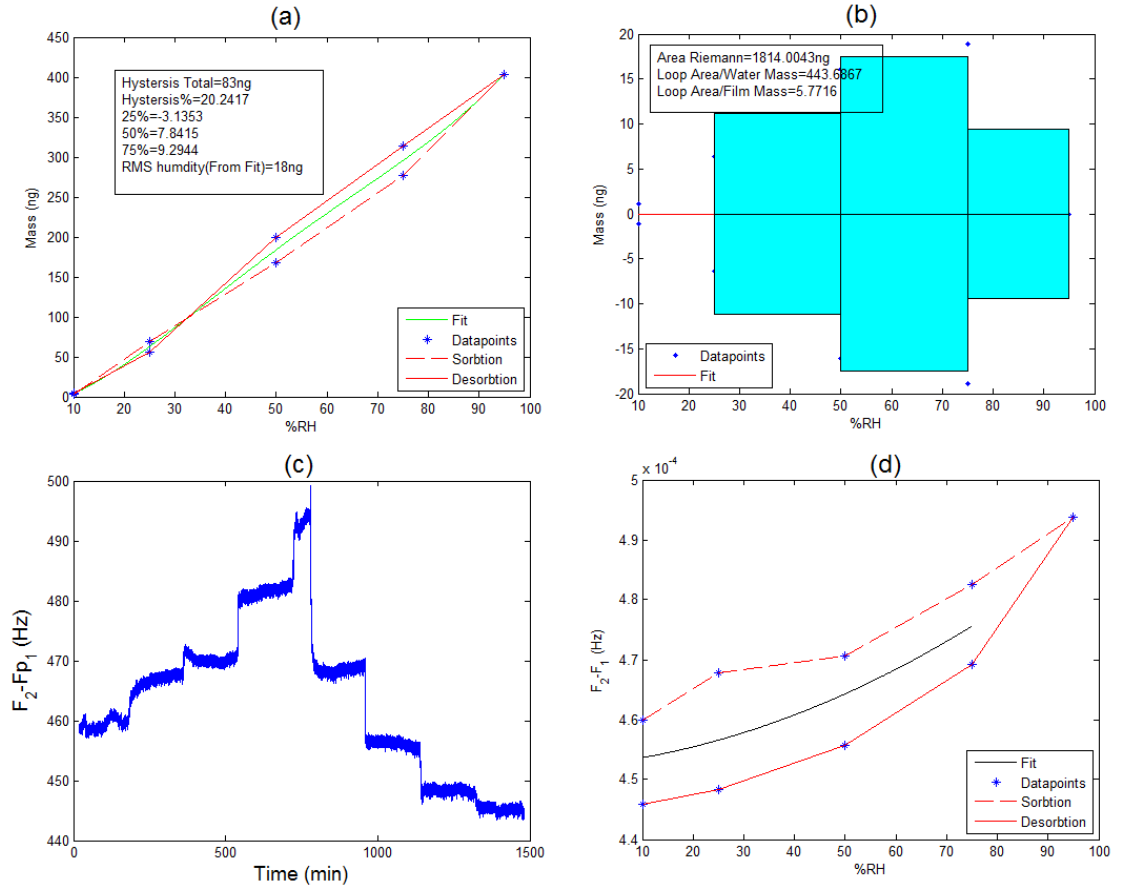 (a)
450
400
350
300
250
200
150
100
50
0
Mass (ng)
Hystersis Total=83ng
Hystersis%=20.2417
25%=-3.1353
50%=7.8415
75%=9.2944
RMS humdity(From Fit)=18ng
Fit
Datapoints
Sorbtion
Desorbtion
10 20 30 40 50 60 70 80 90 100
%RH
(b)
20
15
10
5
0
-5
-10
-15
-20
Mass (ng)
Area Riemann=1814.0043ng
Loop Area/Water Mass=443.6867
Loop Area/Film Mass=5.7716
Datapoints
Fit
10 20 30 40 50 60 70 80 90 100
%RH
(c)
500
490
480
470
460
450
440
F2-Fp1 (Hz)
0 500 1000 1500
Time (min)
(d)
x 10-4
5
4.9
4.8
4.7
4.6
4.5
4.4
F2-F1 (Hz)
Fit
Datapoints
Sorbtion
Desorbtion
10 20 30 40 50 60 70 80 90 100
%RH